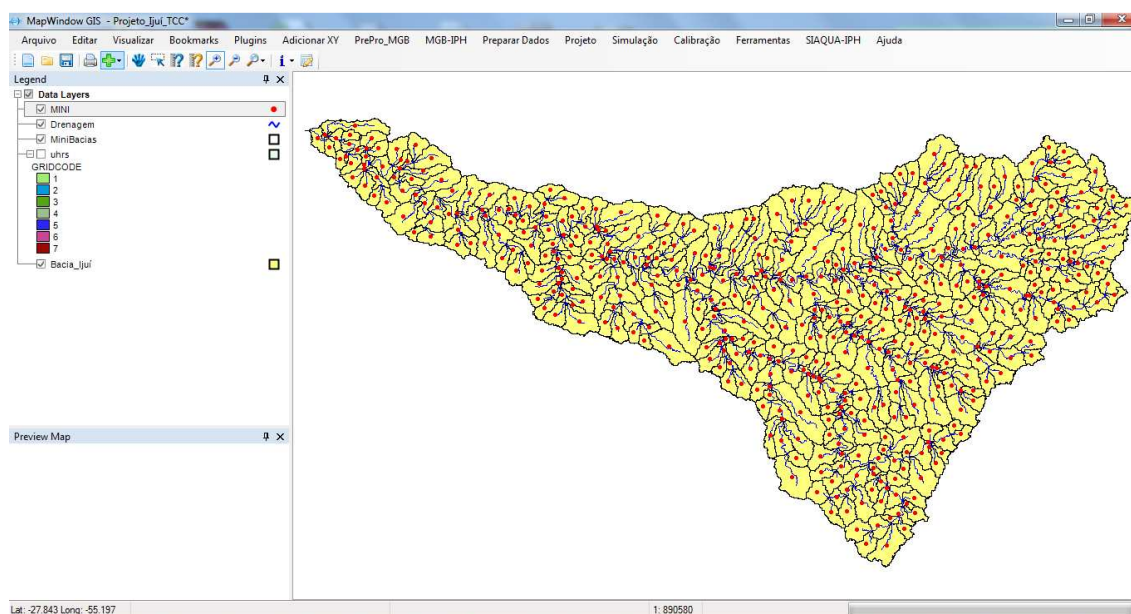 MapWindow GIS - Projeto_Ijuí_TCC*
Arquivo Editar Visualizar Bookmarks Plugins Adicionar XY PrePro_MGB MGB-IPH Preparar Dados Projeto Simulação Calibração Ferramentas SIAQUA-IPH Ajuda
Legend
Data Layers
MINI
Drenagem
MiniBacias
uhrs
GRIDCODE
1
2
3
4
5
6
7
Bacia_Ijuí
Preview Map
Lat: -27.843 Long: -55.197 1: 890580